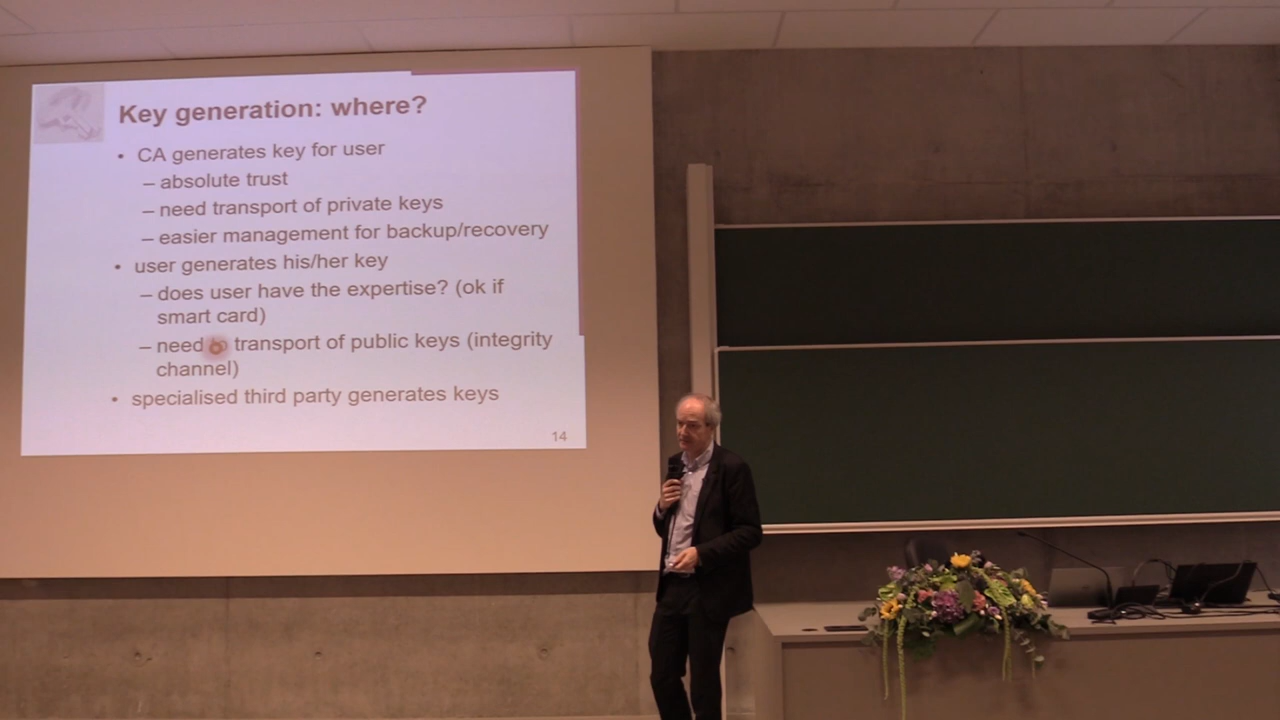 Key generation: where?
• CA generates key for user
– absolute trust
– need transport of private keys
– easier management for backup/recovery
• user generates his/her key
– does user have the expertise? (ok if
smart card)
– need to transport of public keys (integrity
channel)
• specialised third party generates keys
14